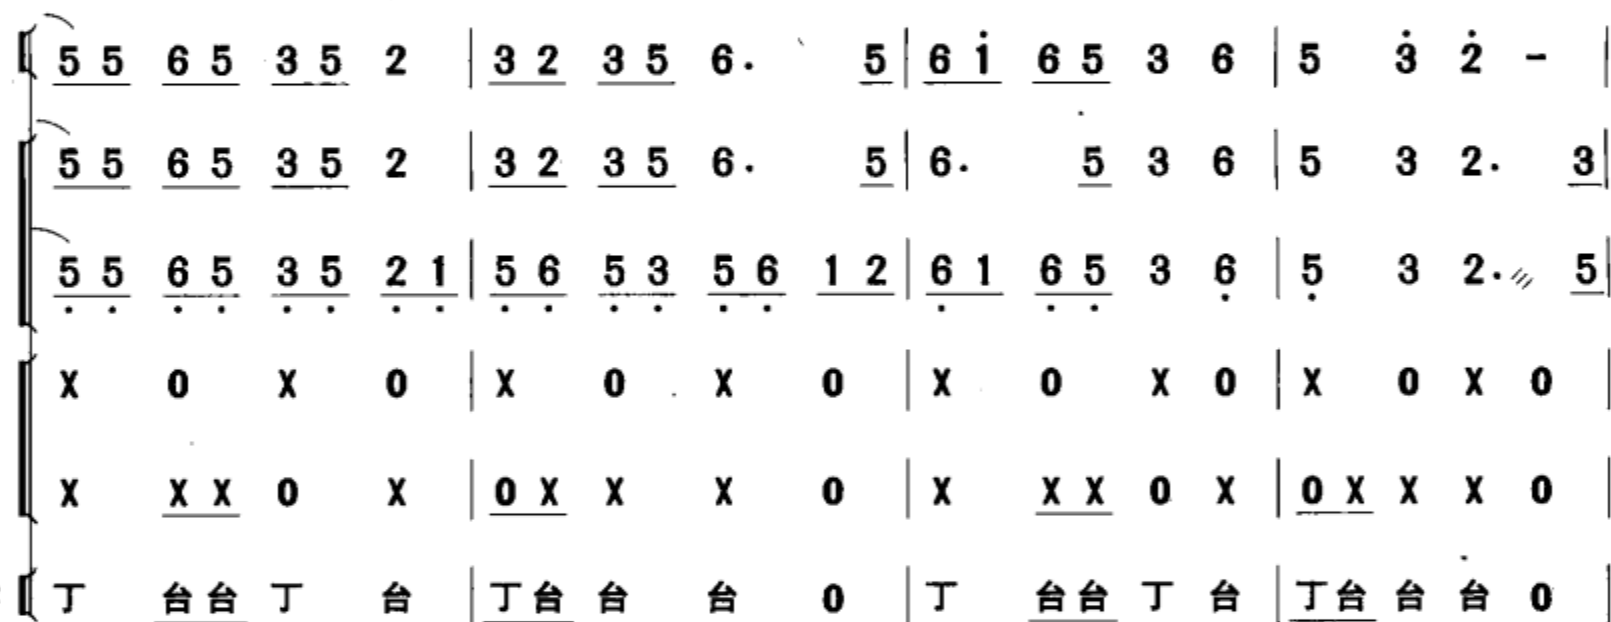 5 5 6 5 3 5 2 | 3 2 3 5 6. 5 | 6 i 6 5 3 6 | 5 3̇ 2̇ - |
5 5 6 5 3 5 2 | 3 2 3 5 6. 5 | 6. 5 3 6 | 5 3 2. 3 |
5̣ 5̣ 6̣ 5̣ 3̣ 5̣ 2̣ 1̣ | 5̣ 6̣ 5̣ 3̣ 5̣ 6̣ 1 2 | 6̣ 1 6̣ 5̣ 3 6̣ | 5̣ 3 2. 5 |
X 0 X 0 | X 0 X 0 | X 0 X 0 | X 0 X 0 |
X X X 0 X | 0 X X X 0 | X X X 0 X | 0 X X X 0 |
丁 台台 丁 台 | 丁台 台 台 0 | 丁 台台 丁 台 | 丁台 台 台 0 |